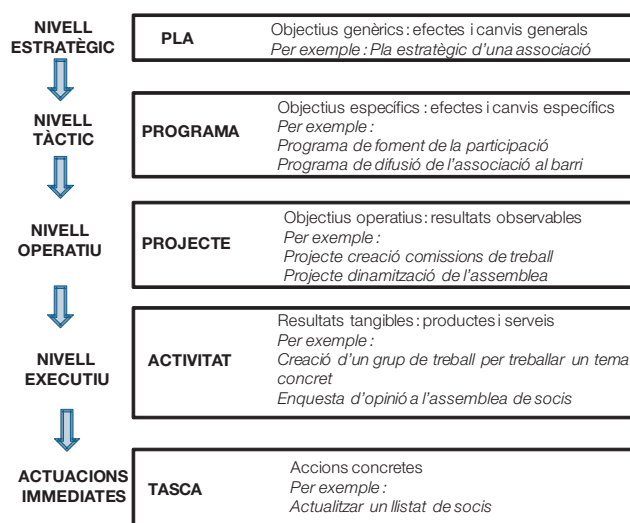 NIVELL
ESTRATÈGIC
PLA
Objectius genèrics: efectes i canvis generals
Per exemple: Pla estratègic d'una associació
NIVELL
TÀCTIC
PROGRAMA
Objectius específics: efectes i canvis específics
Per exemple:
Programa de foment de la participació
Programa de difusió de l'associació al barri
NIVELL
OPERATIU
PROJECTE
Objectius operatius: resultats observables
Per exemple:
Projecte creació comissions de treball
Projecte dinamització de l'assemblea
NIVELL
EXECUTIU
ACTIVITAT
Resultats tangibles: productes i serveis
Per exemple:
Creació d'un grup de treball per treballar un tema
concret
Enquesta d'opinió a l'assemblea de socis
ACTUACIONS
IMMEDIATES
TASCA
Accions concretes
Per exemple:
Actualitzar un llistat de socis